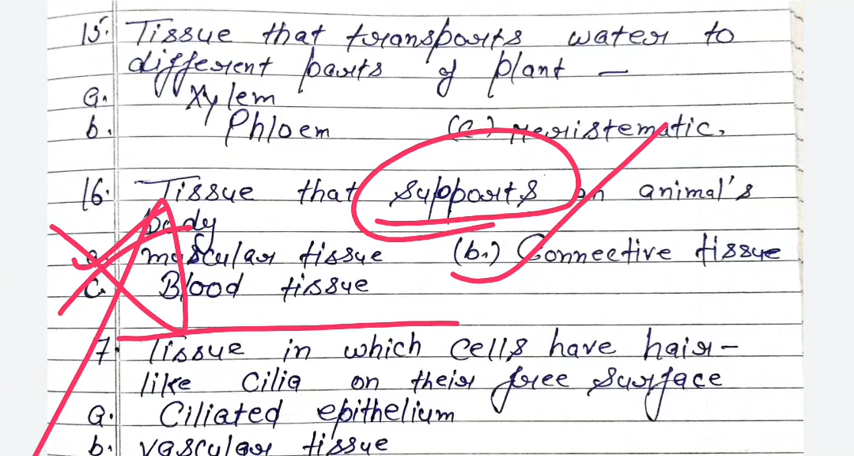 15. Tissue that transports water to
different parts of plant —
a. Xylem
b. Phloem (c) Meristematic.
16. Tissue that supports an animal's
body
a. muscular tissue (b.) Connective tissue
c. Blood tissue
7. Tissue in which cells have hair-
like cilia on their free surface
a. Ciliated epithelium
b. vascular tissue